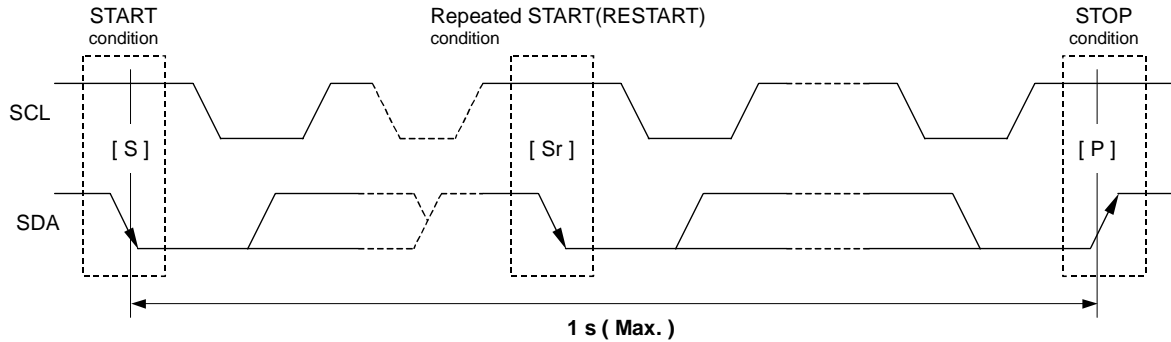 START
condition
Repeated START(RESTART)
condition
STOP
condition
SCL
[ S ]
[ Sr ]
[ P ]
SDA
1 s ( Max. )